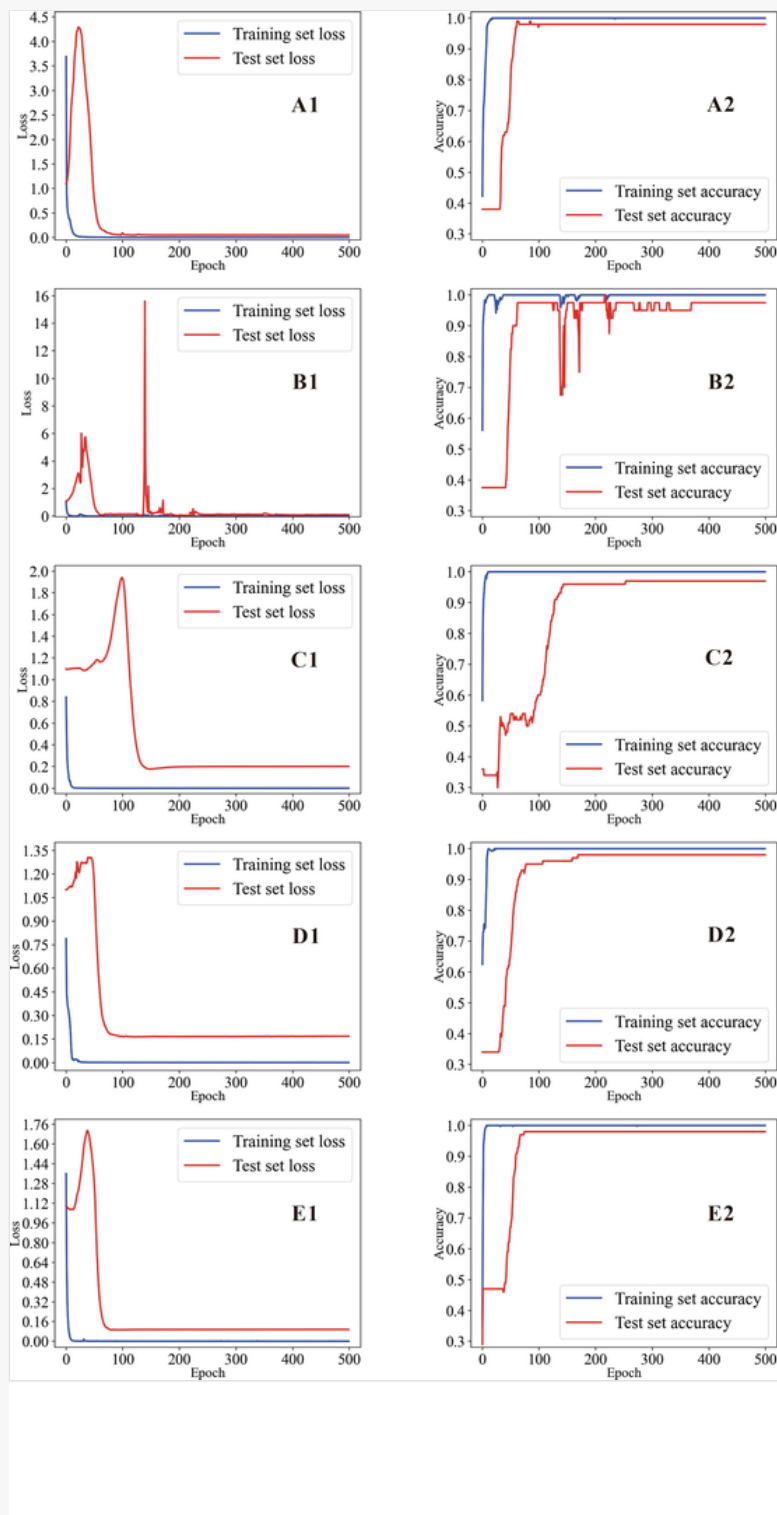 4.5
4.0
3.5
3.0
2.5
2.0
1.5
1.0
0.5
0.0
Loss
Training set loss
Test set loss
A1
0 100 200 300 400 500
Epoch
1.0
0.9
0.8
0.7
0.6
0.5
0.4
0.3
Accuracy
A2
Training set accuracy
Test set accuracy
0 100 200 300 400 500
Epoch
16
14
12
10
8
6
4
2
0
Loss
Training set loss
Test set loss
B1
0 100 200 300 400 500
Epoch
1.0
0.9
0.8
0.7
0.6
0.5
0.4
0.3
Accuracy
B2
Training set accuracy
Test set accuracy
0 100 200 300 400 500
Epoch
2.0
1.8
1.6
1.4
1.2
1.0
0.8
0.6
0.4
0.2
0.0
Loss
Training set loss
Test set loss
C1
0 100 200 300 400 500
Epoch
1.0
0.9
0.8
0.7
0.6
0.5
0.4
0.3
Accuracy
C2
Training set accuracy
Test set accuracy
0 100 200 300 400 500
Epoch
1.35
1.20
1.05
0.90
0.75
0.60
0.45
0.30
0.15
0.00
Loss
Training set loss
Test set loss
D1
0 100 200 300 400 500
Epoch
1.0
0.9
0.8
0.7
0.6
0.5
0.4
0.3
Accuracy
D2
Training set accuracy
Test set accuracy
0 100 200 300 400 500
Epoch
1.76
1.60
1.44
1.28
1.12
0.96
0.80
0.64
0.48
0.32
0.16
0.00
Loss
Training set loss
Test set loss
E1
0 100 200 300 400 500
Epoch
1.0
0.9
0.8
0.7
0.6
0.5
0.4
0.3
Accuracy
E2
Training set accuracy
Test set accuracy
0 100 200 300 400 500
Epoch